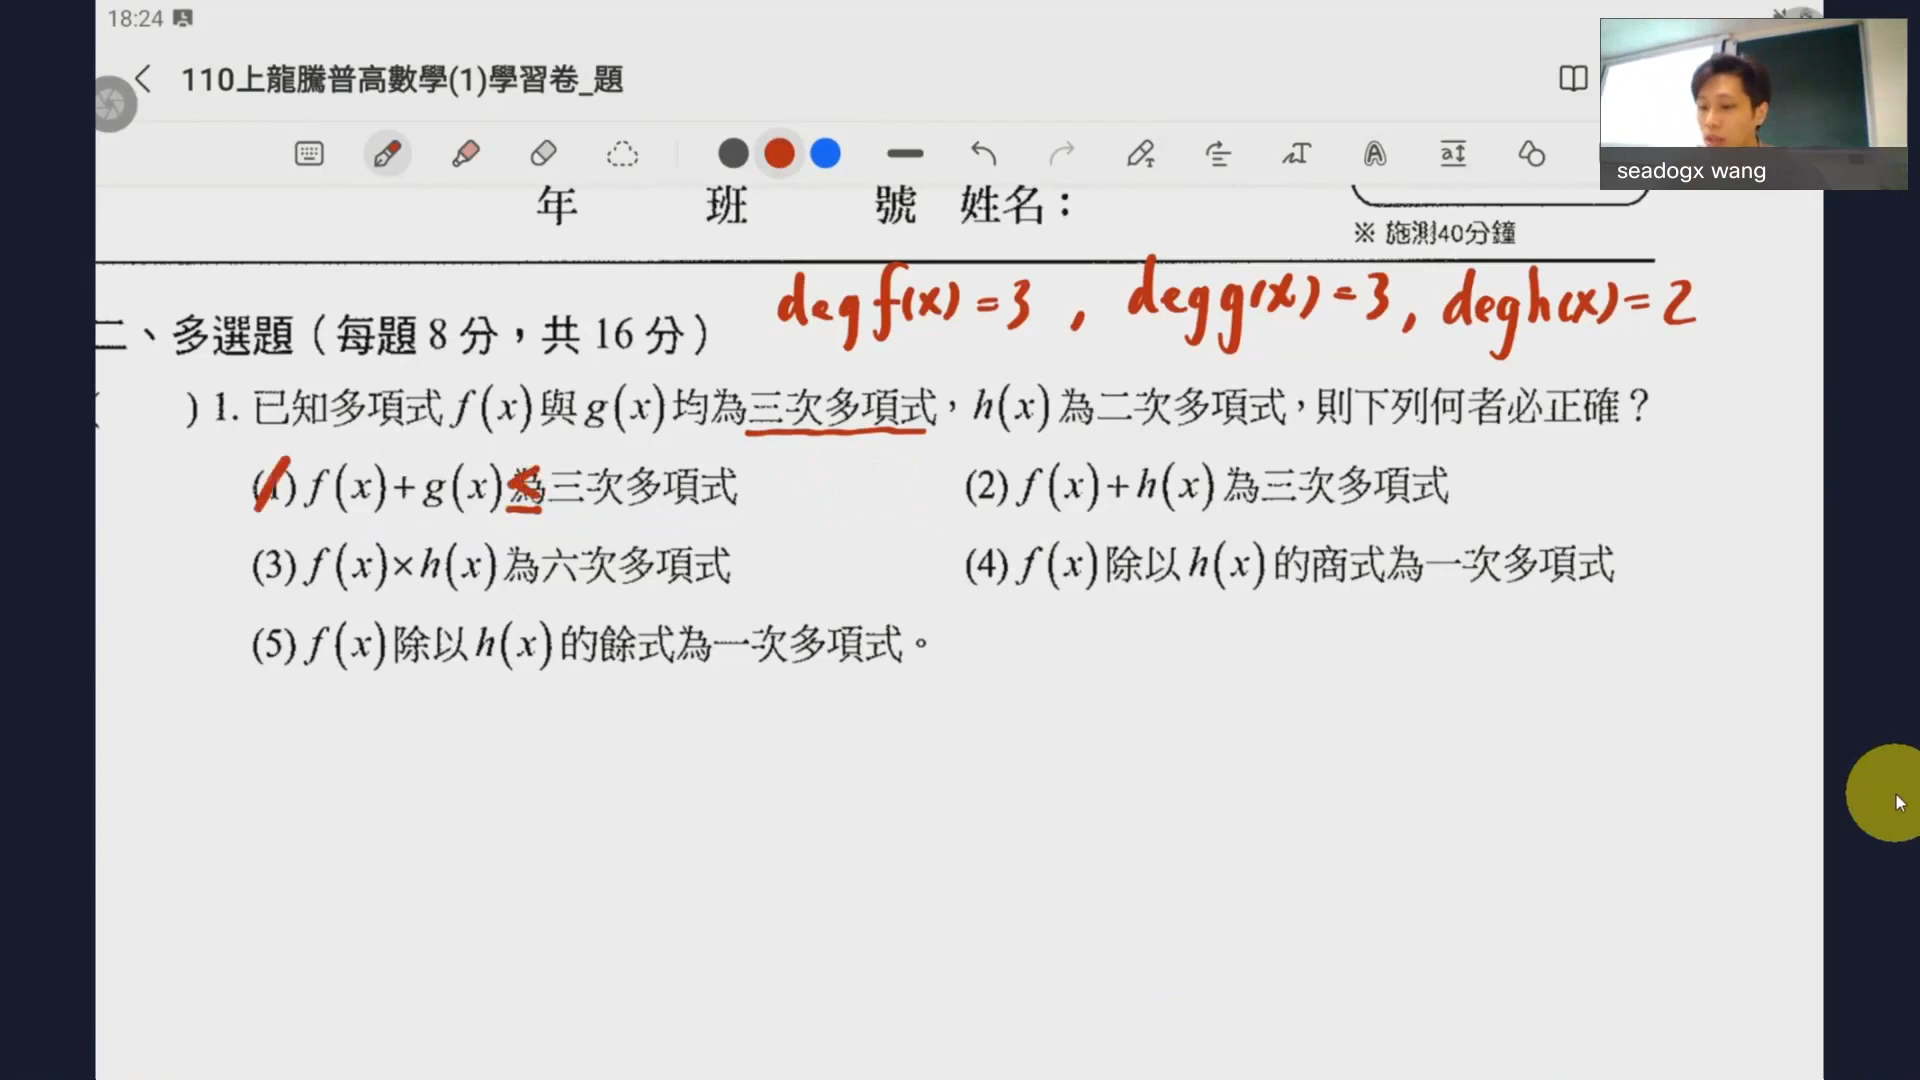 18:24
110上龍騰普高數學(1)學習卷_題
seadogx wang
年 班 號 姓名：
※ 施測40分鐘
deg f(x) = 3 , deg g(x) = 3, deg h(x) = 2
二、多選題（每題 8 分，共 16 分）
( ) 1. 已知多項式 f(x) 與 g(x) 均為三次多項式，h(x) 為二次多項式，則下列何者必正確？
(1) f(x)+g(x) 為三次多項式 ≤
(2) f(x)+h(x) 為三次多項式
(3) f(x)×h(x) 為六次多項式
(4) f(x) 除以 h(x) 的商式為一次多項式
(5) f(x) 除以 h(x) 的餘式為一次多項式。